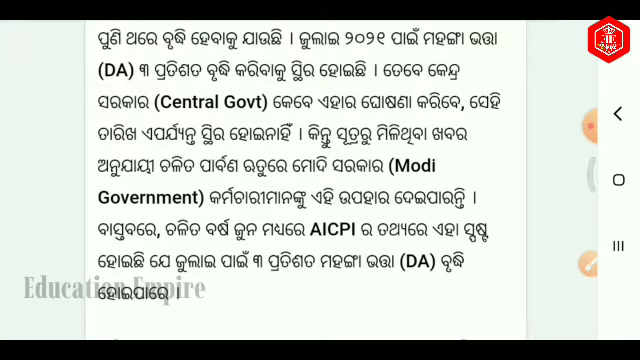 ପୁଣି ଥରେ ବୃଦ୍ଧି ହେବାକୁ ଯାଉଛି । ଜୁଲାଇ ୨୦୨୧ ପାଇଁ ମହଙ୍ଗା ଭତ୍ତା
(DA) ୩ ପ୍ରତିଶତ ବୃଦ୍ଧି କରିବାକୁ ସ୍ଥିର ହୋଇଛି । ତେବେ କେନ୍ଦ୍ର
ସରକାର (Central Govt) କେବେ ଏହାର ଘୋଷଣା କରିବେ, ସେହି
ତାରିଖ ଏପର୍ଯ୍ୟନ୍ତ ସ୍ଥିର ହୋଇନାହିଁ । କିନ୍ତୁ ସୂତ୍ରରୁ ମିଳିଥିବା ଖବର
ଅନୁଯାୟୀ ଚଳିତ ପାର୍ବଣ ଋତୁରେ ମୋଦି ସରକାର (Modi
Government) କର୍ମଚାରୀମାନଙ୍କୁ ଏହି ଉପହାର ଦେଇପାରନ୍ତି ।
ବାସ୍ତବରେ, ଚଳିତ ବର୍ଷ ଜୁନ ମଧ୍ୟରେ AICPI ର ତଥ୍ୟରେ ଏହା ସ୍ପଷ୍ଟ
ହୋଇଛି ଯେ ଜୁଲାଇ ପାଇଁ ୩ ପ୍ରତିଶତ ମହଙ୍ଗା ଭତ୍ତା (DA) ବୃଦ୍ଧି
ହୋଇପାରେ ।
Education Empire